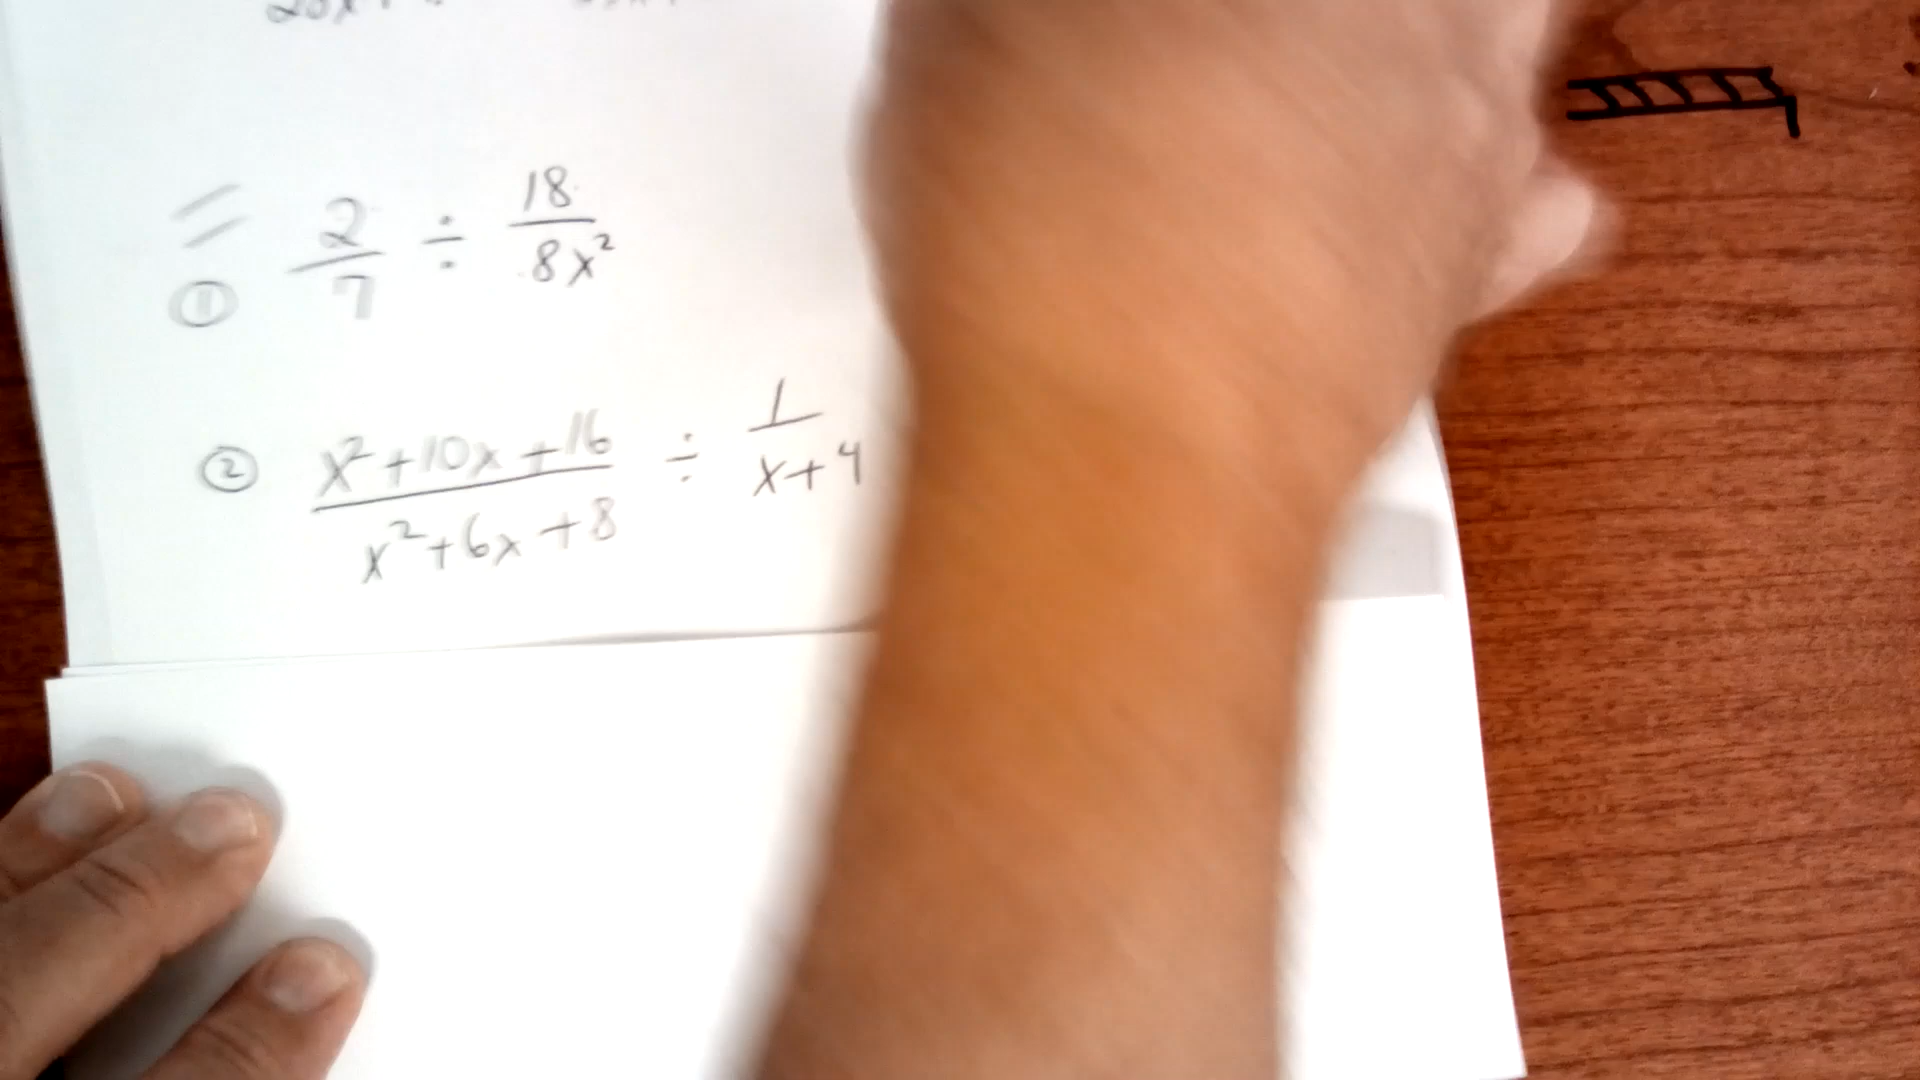 = 2/7 ÷ 18/8x²
①
② x²+10x+16/x²+6x+8 ÷ 1/x+4